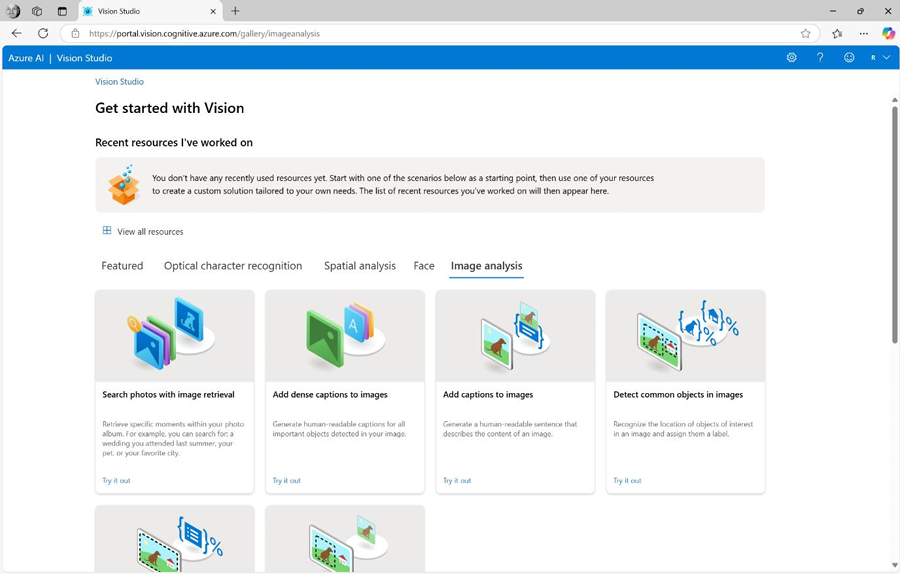 Vision Studio
https://portal.vision.cognitive.azure.com/gallery/imageanalysis
Azure AI | Vision Studio
R
Vision Studio
Get started with Vision
Recent resources I've worked on
You don't have any recently used resources yet. Start with one of the scenarios below as a starting point, then use one of your resources
to create a custom solution tailored to your own needs. The list of recent resources you've worked on will then appear here.
View all resources
Featured Optical character recognition Spatial analysis Face Image analysis
A
Search photos with image retrieval
Retrieve specific moments within your photo
album. For example, you can search for: a
wedding you attended last summer, your
pet, or your favorite city.
Try it out
Add dense captions to images
Generate human-readable captions for all
important objects detected in your image.
Try it out
Add captions to images
Generate a human-readable sentence that
describes the content of an image.
Try it out
Detect common objects in images
Recognize the location of objects of interest
in an image and assign them a label.
Try it out